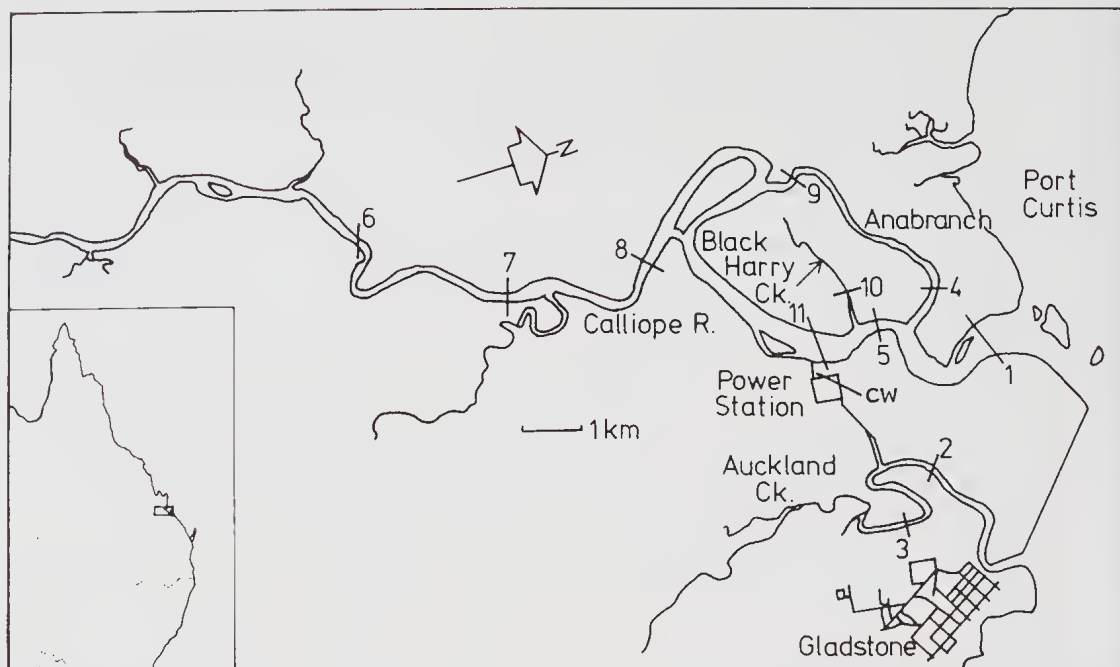 N
Port
Curtis
9
Anabranch
6
8
Black
Harry
Ck.
10
4
7
11
Calliope R.
5
1
Power
Station
CW
1km
2
Auckland
Ck.
3
Gladstone